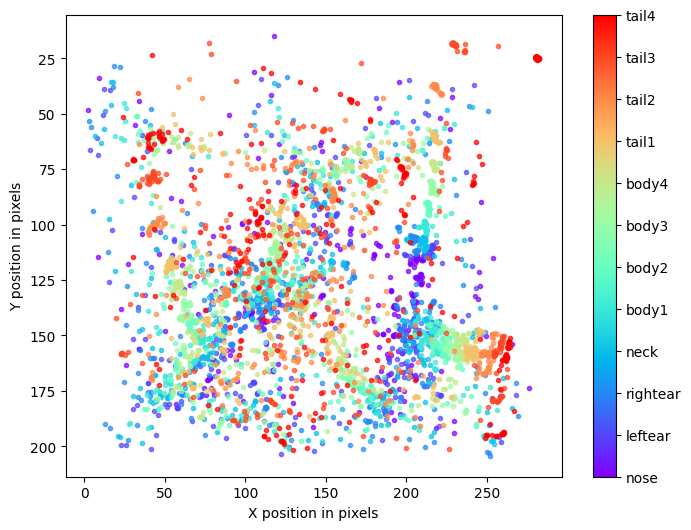 Y position in pixels
25
50
75
100
125
150
175
200
0
50
100
150
200
250
X position in pixels
tail4
tail3
tail2
tail1
body4
body3
body2
body1
neck
rightear
leftear
nose